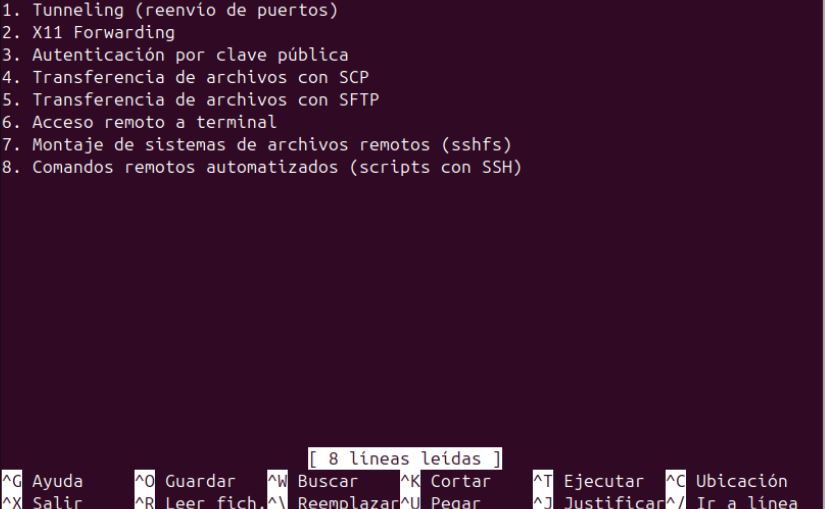 1. Tunneling (reenvío de puertos)
2. X11 Forwarding
3. Autenticación por clave pública
4. Transferencia de archivos con SCP
5. Transferencia de archivos con SFTP
6. Acceso remoto a terminal
7. Montaje de sistemas de archivos remotos (sshfs)
8. Comandos remotos automatizados (scripts con SSH)
[ 8 líneas leídas ]
^G Ayuda ^O Guardar ^W Buscar ^K Cortar ^T Ejecutar ^C Ubicación
^X Salir ^R Leer fich.^\ Reemplazar^U Pegar ^J Justificar^/ Ir a línea